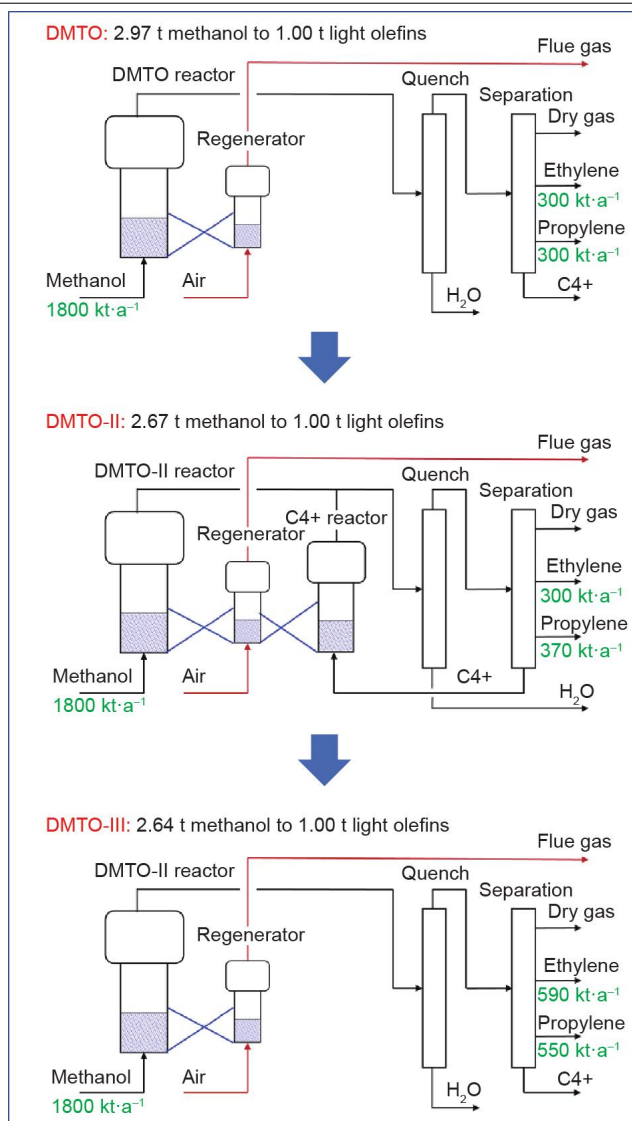 DMTO: 2.97 t methanol to 1.00 t light olefins
Flue gas
DMTO reactor
Quench
Separation
Dry gas
Regenerator
Ethylene
300 kt·a⁻¹
Propylene
300 kt·a⁻¹
Methanol
1800 kt·a⁻¹
Air
H₂O
C4+
DMTO-II: 2.67 t methanol to 1.00 t light olefins
Flue gas
DMTO-II reactor
Quench
Separation
C4+ reactor
Dry gas
Regenerator
Ethylene
300 kt·a⁻¹
Propylene
370 kt·a⁻¹
Methanol
1800 kt·a⁻¹
Air
C4+
H₂O
DMTO-III: 2.64 t methanol to 1.00 t light olefins
Flue gas
DMTO-II reactor
Quench
Separation
Dry gas
Regenerator
Ethylene
590 kt·a⁻¹
Propylene
550 kt·a⁻¹
Methanol
1800 kt·a⁻¹
Air
H₂O
C4+